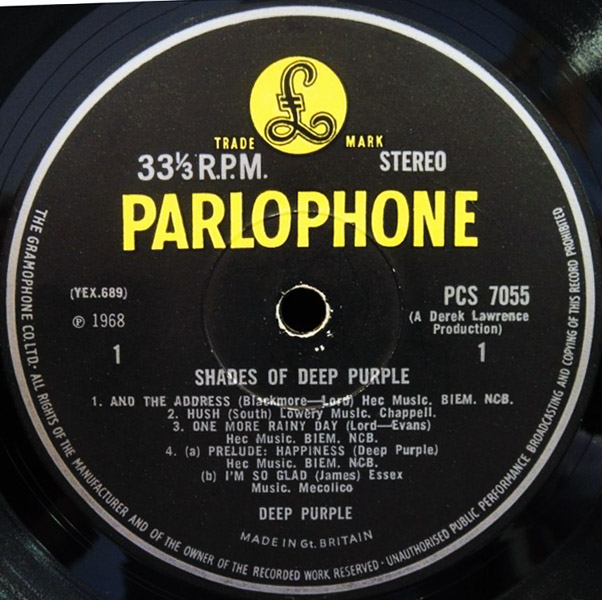 £
TRADE MARK
33⅓ R.P.M. STEREO
PARLOPHONE
(YEX.689) PCS 7055
℗ 1968 (A Derek Lawrence
Production)
1 1
SHADES OF DEEP PURPLE
1. AND THE ADDRESS (Blackmore—Lord) Hec Music. BIEM. NCB.
2. HUSH (South) Lowery Music. Chappell.
3. ONE MORE RAINY DAY (Lord—Evans)
Hec Music. BIEM. NCB.
4. (a) PRELUDE: HAPPINESS (Deep Purple)
Hec Music. BIEM. NCB.
(b) I'M SO GLAD (James) Essex
Music. Mecolico
DEEP PURPLE
MADE IN Gt. BRITAIN
THE GRAMOPHONE CO. LTD. · ALL RIGHTS OF THE MANUFACTURER AND OF THE OWNER OF THE RECORDED WORK RESERVED · UNAUTHORISED PUBLIC PERFORMANCE BROADCASTING AND COPYING OF THIS RECORD PROHIBITED